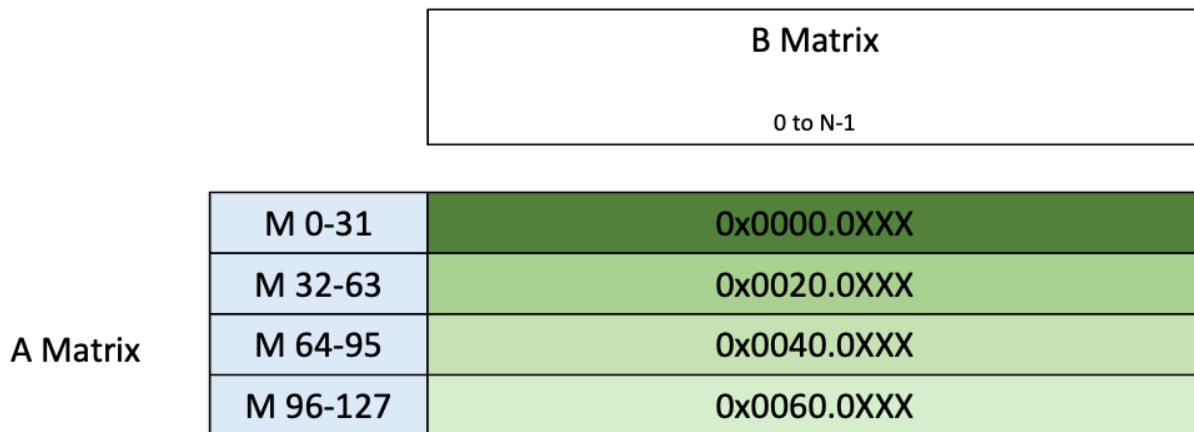 B Matrix
0 to N-1
M 0-31 0x0000.0XXX
M 32-63 0x0020.0XXX
A Matrix
M 64-95 0x0040.0XXX
M 96-127 0x0060.0XXX